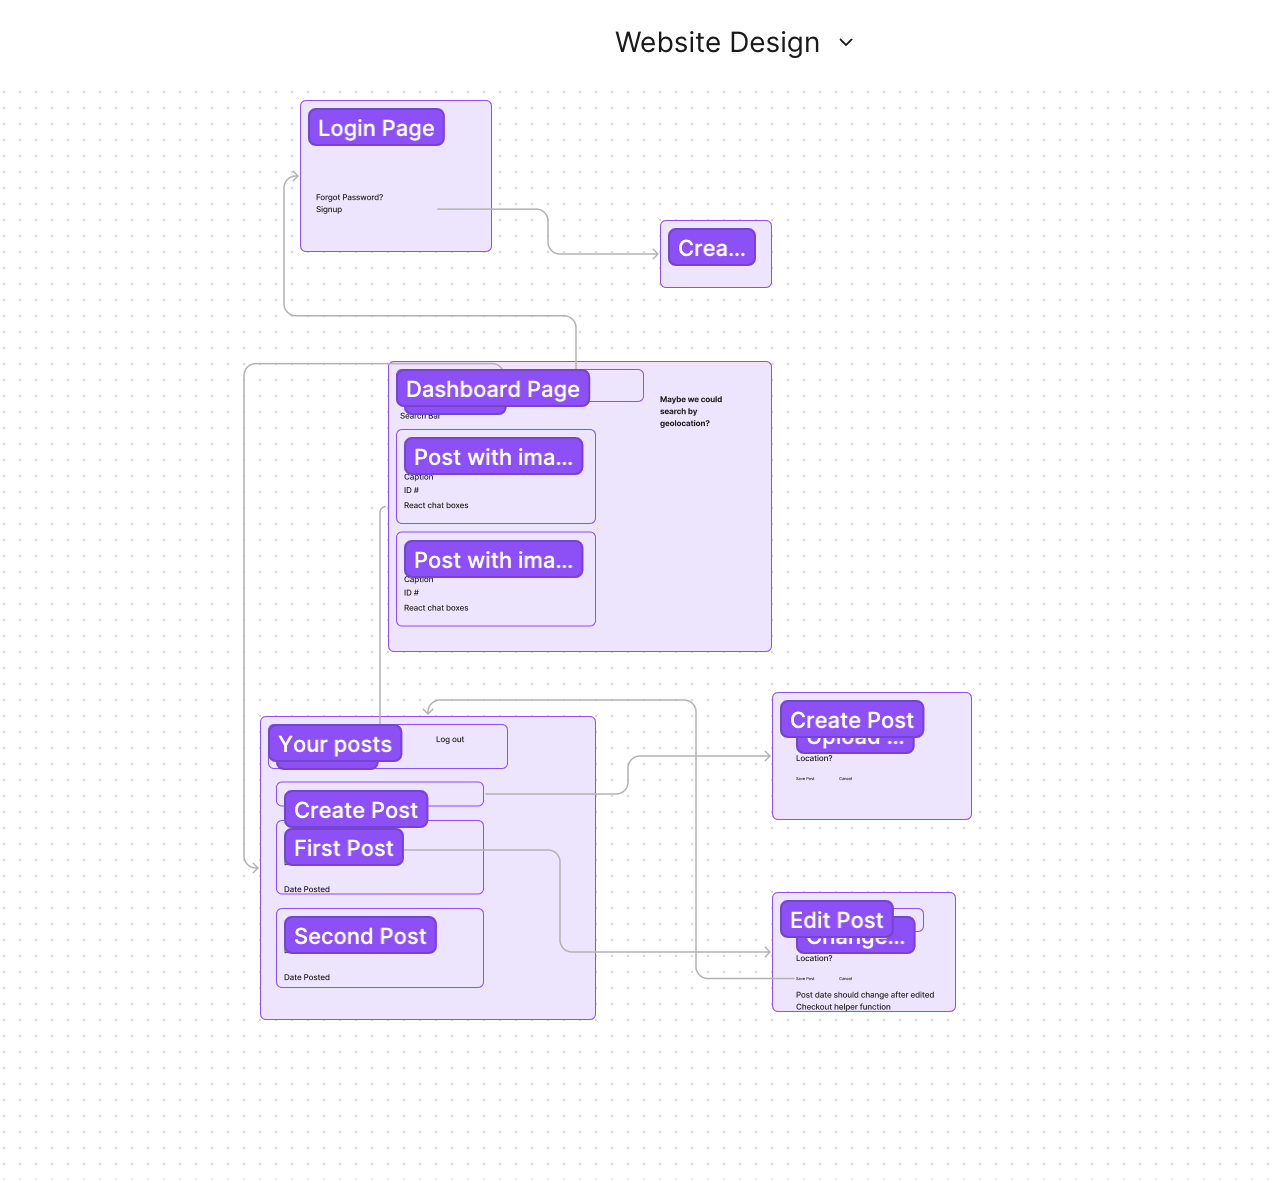 Website Design
Login Page
Forgot Password?
Signup
Crea...
Dashboard Page
Search Bar
Maybe we could
search by
geolocation?
Post with ima...
Caption
ID #
React chat boxes
Post with ima...
Caption
ID #
React chat boxes
Your posts
Log out
Create Post
First Post
Date Posted
Second Post
Date Posted
Create Post
Upload ...
Location?
Save Post
Cancel
Edit Post
Change...
Location?
Save Post
Cancel
Post date should change after edited
Checkout helper function